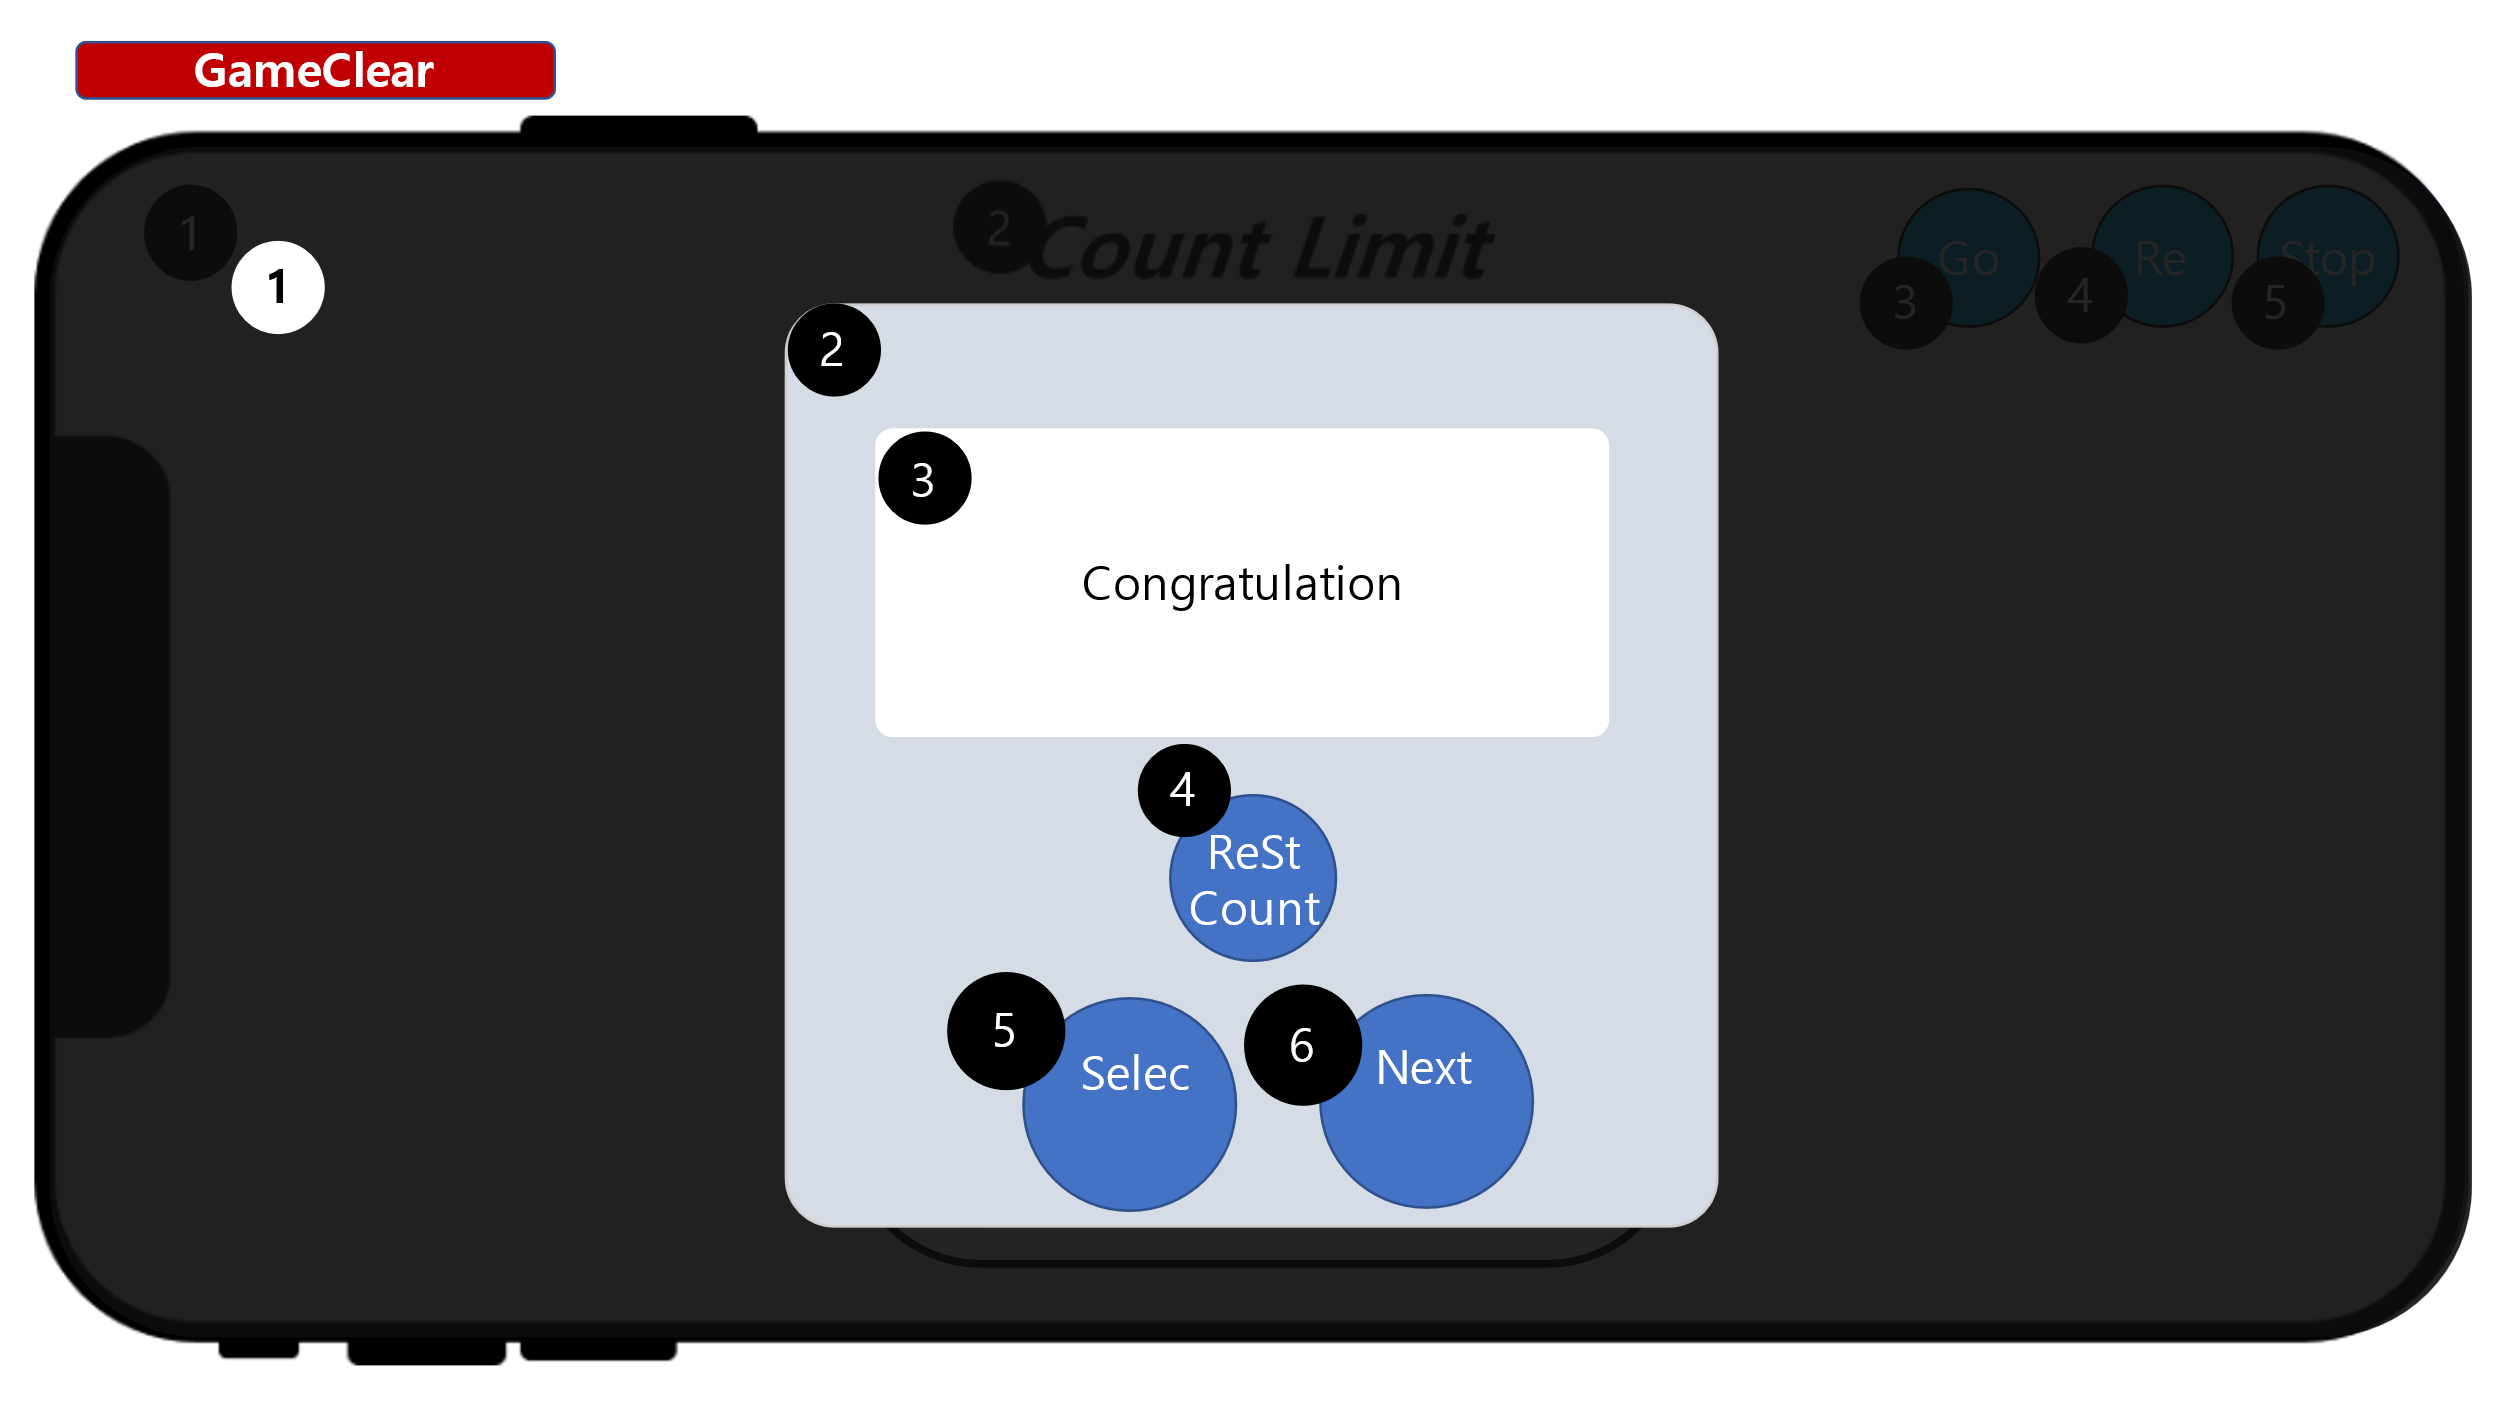 GameClear
1
1
2
Count Limit
Go
Re
Stop
3
4
5
2
3
Congratulation
4
ReSt
Count
5
Selec
6
Next